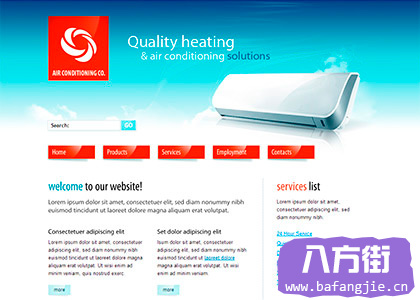 AIR CONDITIONING CO.
Quality heating
& air conditioning solutions
Search:
GO
Home
Products
Services
Employment
Contacts
welcome to our website!
Lorem ipsum dolor sit amet, consectetuer
adipiscing elit, sed diam nonummy nibh
euismod tincidunt ut laoreet dolore
magna aliquam erat volutpat.
Consectetuer adipiscing elit
Lorem ipsum dolor sit amet, consectetuer
adipiscing elit, sed diam nonummy nibh
euismod tincidunt ut laoreet dolore magna
aliquam erat volutpat. Ut wisi enim ad
minim veniam, quis nostrud exerc.
more
Set dolor adipiscing elit
Lorem ipsum dolor sit amet,
consectetuer adipiscing elit, sed diam
nonummy nibh euismod tincidunt
ut laoreet dolore magna aliquam erat
volutpat. Ut wisi enim ad minim veniam
more
services list
Lorem ipsum dolor sit amet,
consectetuer adipiscing elit,
sed diam nonummy nibh.
24 Hour Service
八方街
www.bafangjie.cn